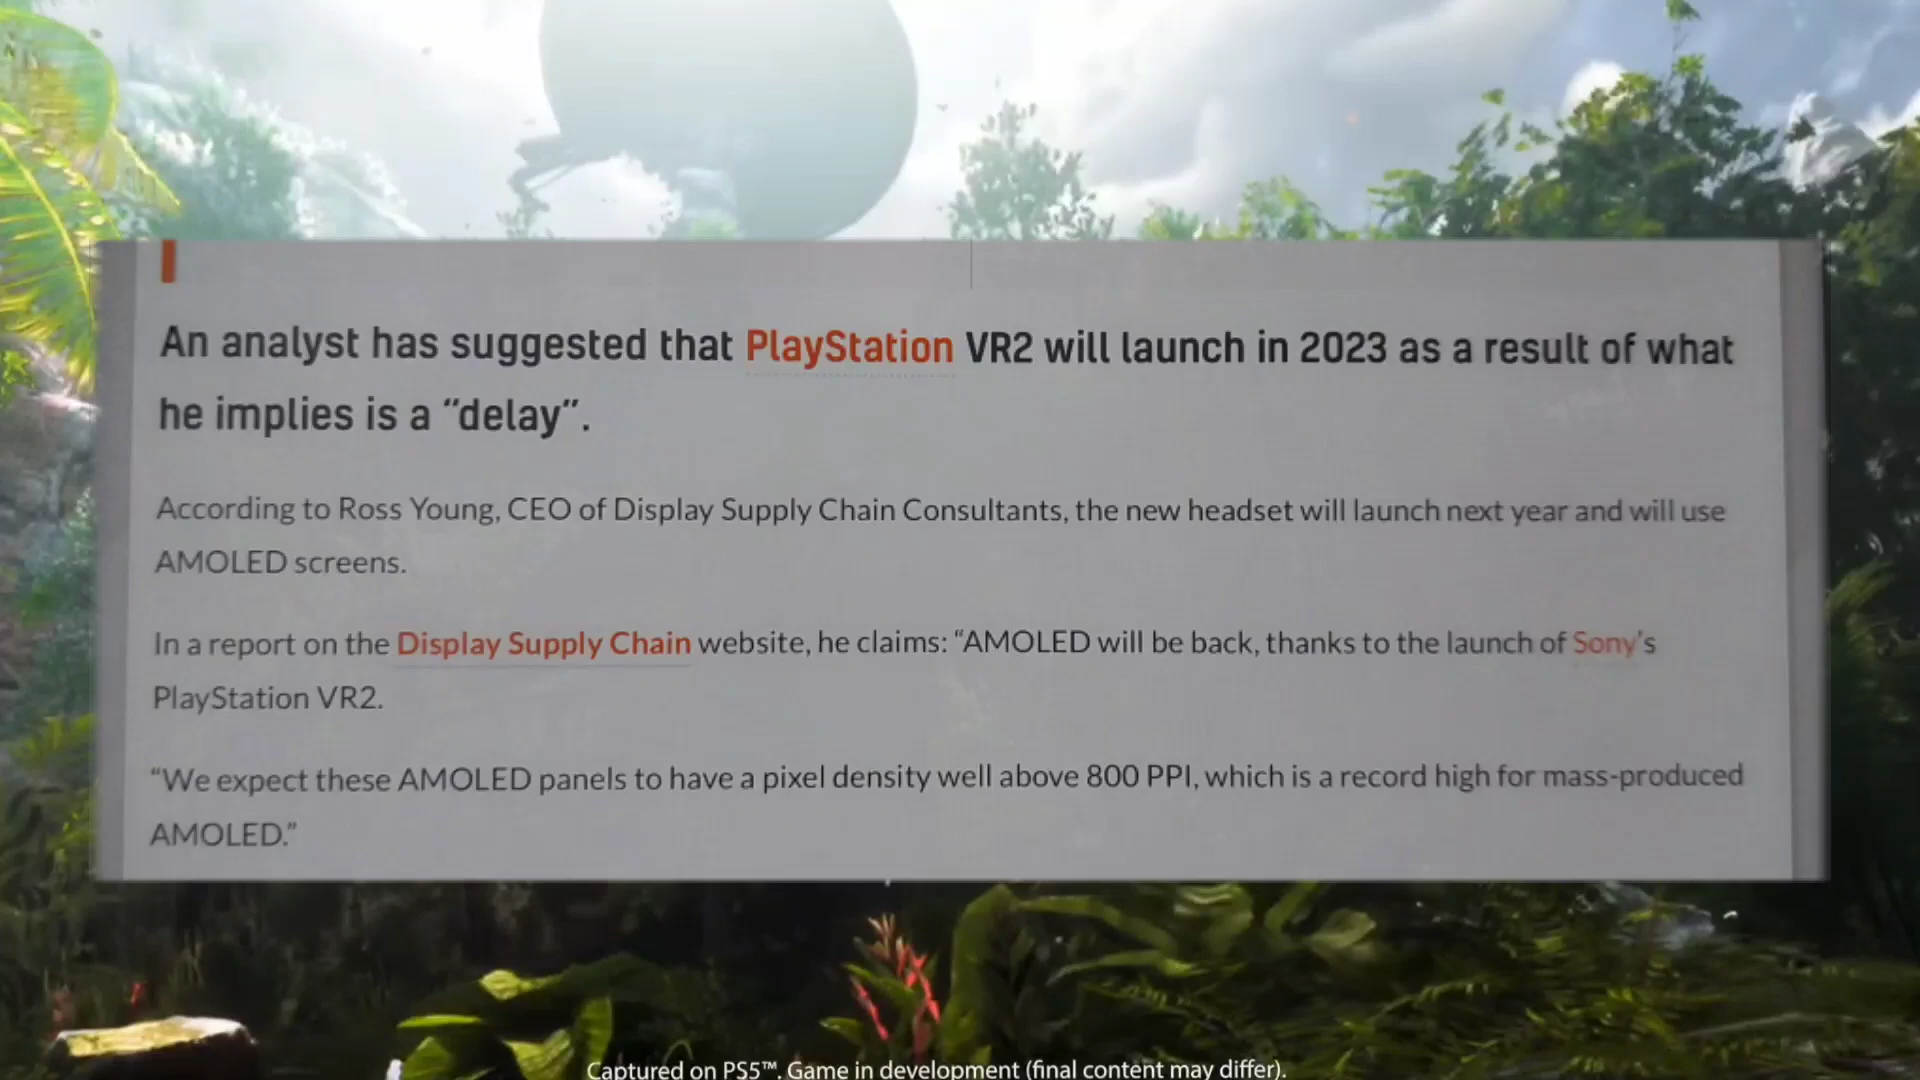 An analyst has suggested that PlayStation VR2 will launch in 2023 as a result of what
he implies is a “delay”.
According to Ross Young, CEO of Display Supply Chain Consultants, the new headset will launch next year and will use
AMOLED screens.
In a report on the Display Supply Chain website, he claims: “AMOLED will be back, thanks to the launch of Sony’s
PlayStation VR2.
“We expect these AMOLED panels to have a pixel density well above 800 PPI, which is a record high for mass-produced
AMOLED.”
Captured on PS5™. Game in development (final content may differ).